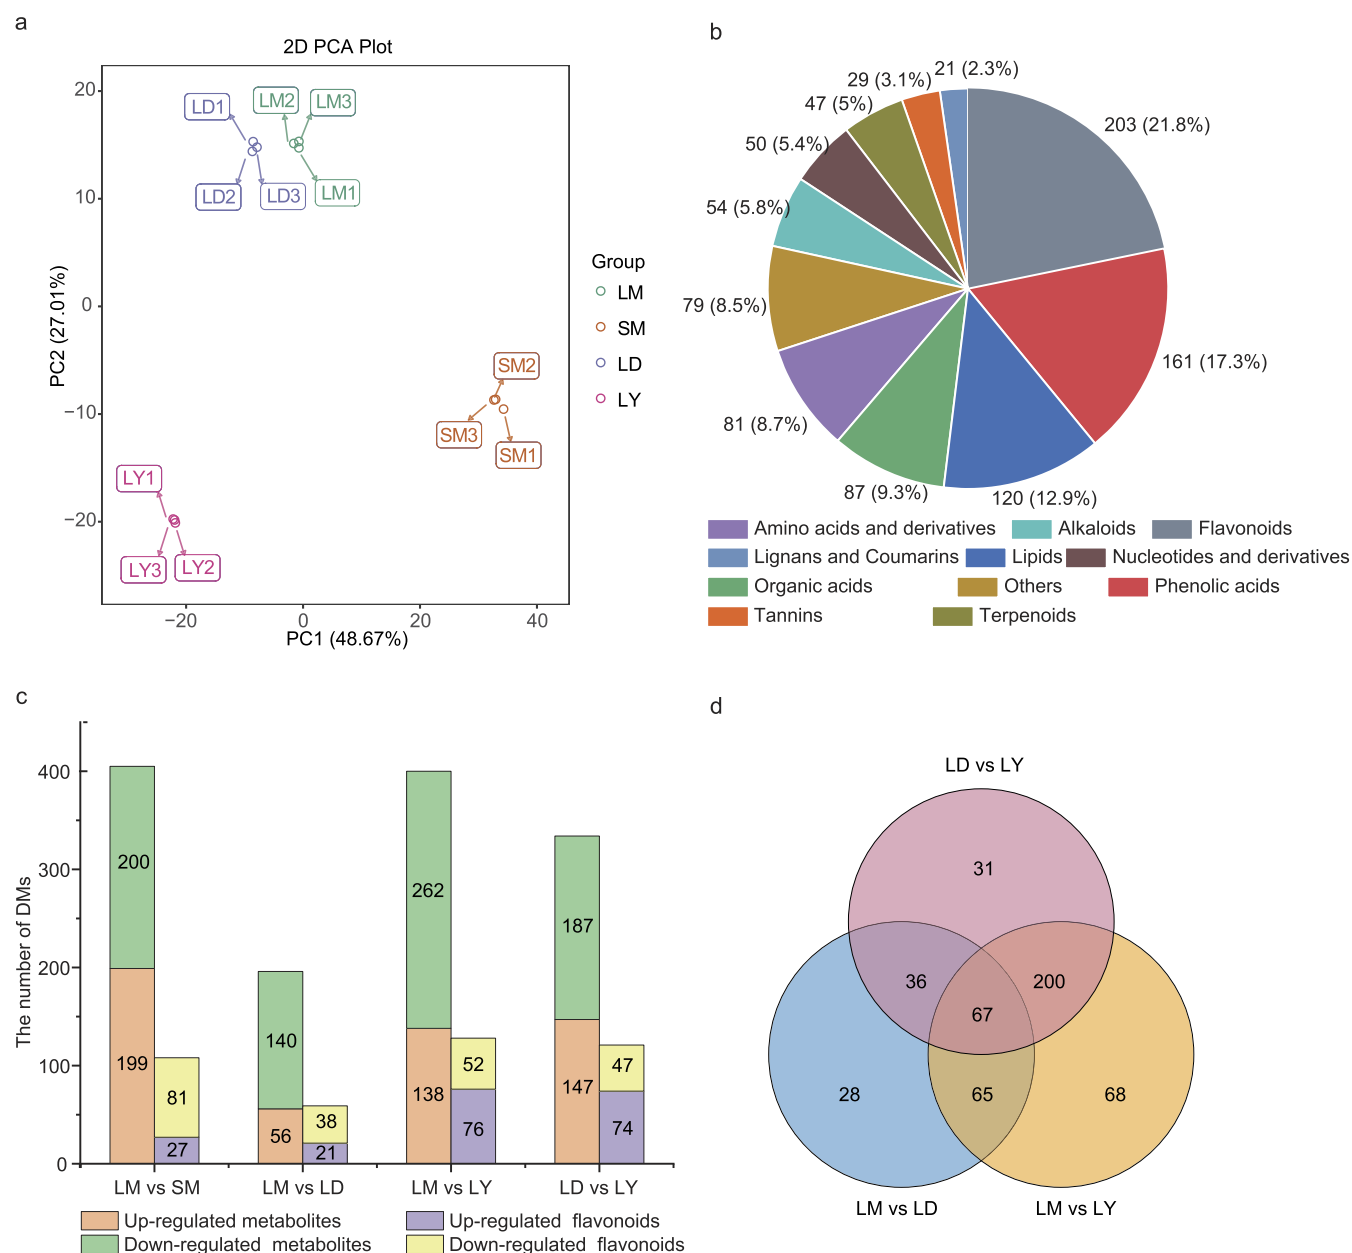 a
2D PCA Plot
20
10
0
−10
−20
PC2 (27.01%)
LD1
LM2
LM3
LD2
LD3
LM1
SM2
SM3
SM1
LY1
LY3
LY2
−20
0
20
40
PC1 (48.67%)
Group
LM
SM
LD
LY
b
21 (2.3%)
29 (3.1%)
47 (5%)
203 (21.8%)
50 (5.4%)
54 (5.8%)
79 (8.5%)
161 (17.3%)
81 (8.7%)
87 (9.3%)
120 (12.9%)
Amino acids and derivatives Alkaloids Flavonoids
Lignans and Coumarins Lipids Nucleotides and derivatives
Organic acids Others Phenolic acids
Tannins Terpenoids
c
The number of DMs
400
300
200
100
0
200
199
81
27
140
56
38
21
262
138
52
76
187
147
47
74
LM vs SM
LM vs LD
LM vs LY
LD vs LY
Up-regulated metabolites Up-regulated flavonoids
Down-regulated metabolites Down-regulated flavonoids
d
LD vs LY
31
36
200
67
28
65
68
LM vs LD
LM vs LY